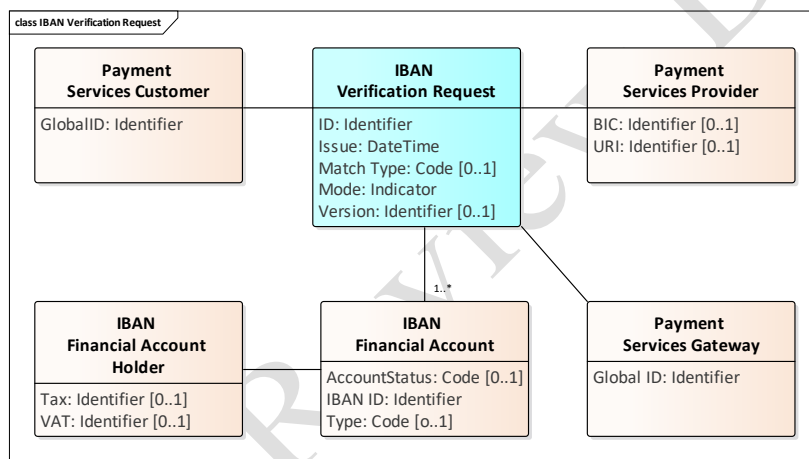 class IBAN Verification Request
Payment
Services Customer
GlobalID: Identifier
IBAN
Verification Request
ID: Identifier
Issue: DateTime
Match Type: Code [0..1]
Mode: Indicator
Version: Identifier [0..1]
Payment
Services Provider
BIC: Identifier [0..1]
URI: Identifier [0..1]
1..*
IBAN
Financial Account
Holder
Tax: Identifier [0..1]
VAT: Identifier [0..1]
IBAN
Financial Account
AccountStatus: Code [0..1]
IBAN ID: Identifier
Type: Code [o..1]
Payment
Services Gateway
Global ID: Identifier